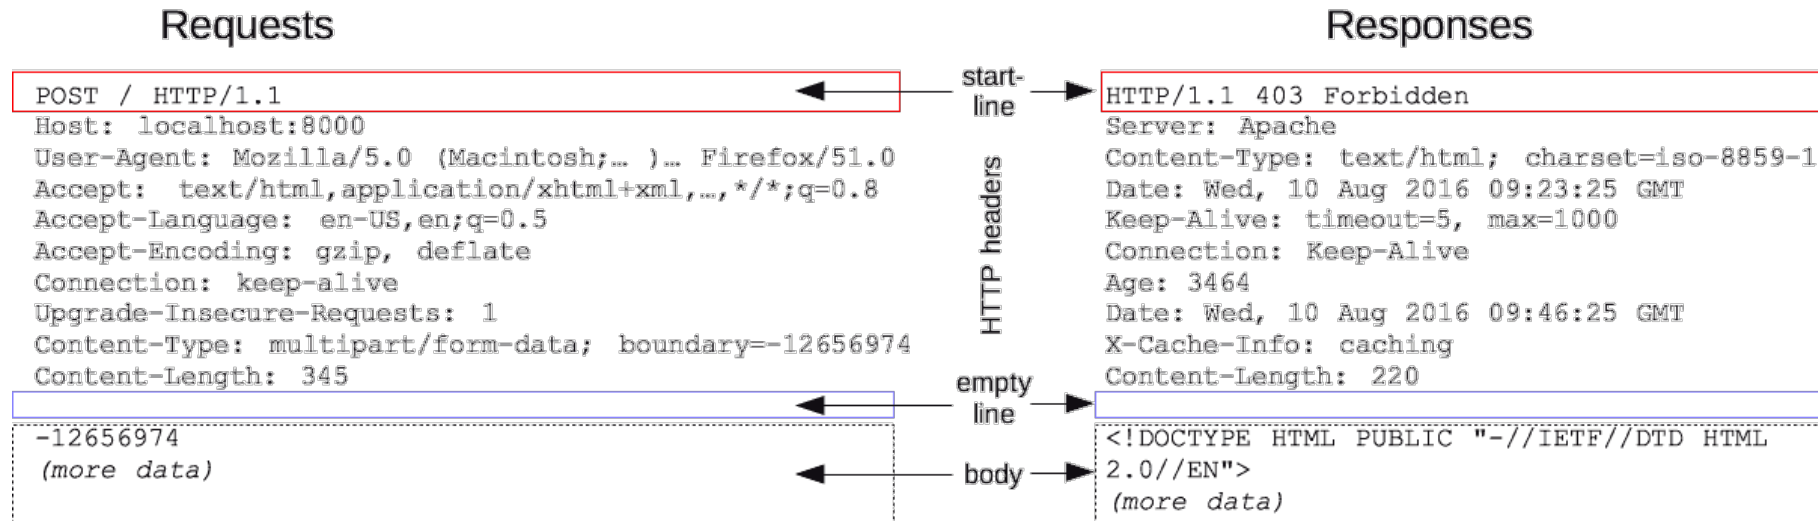 Requests
POST / HTTP/1.1
Host: localhost:8000
User-Agent: Mozilla/5.0 (Macintosh;… )… Firefox/51.0
Accept: text/html,application/xhtml+xml,…,*/*;q=0.8
Accept-Language: en-US,en;q=0.5
Accept-Encoding: gzip, deflate
Connection: keep-alive
Upgrade-Insecure-Requests: 1
Content-Type: multipart/form-data; boundary=-12656974
Content-Length: 345
-12656974
(more data)
start-
line
HTTP headers
empty
line
body
Responses
HTTP/1.1 403 Forbidden
Server: Apache
Content-Type: text/html; charset=iso-8859-1
Date: Wed, 10 Aug 2016 09:23:25 GMT
Keep-Alive: timeout=5, max=1000
Connection: Keep-Alive
Age: 3464
Date: Wed, 10 Aug 2016 09:46:25 GMT
X-Cache-Info: caching
Content-Length: 220
<!DOCTYPE HTML PUBLIC "-//IETF//DTD HTML
2.0//EN">
(more data)